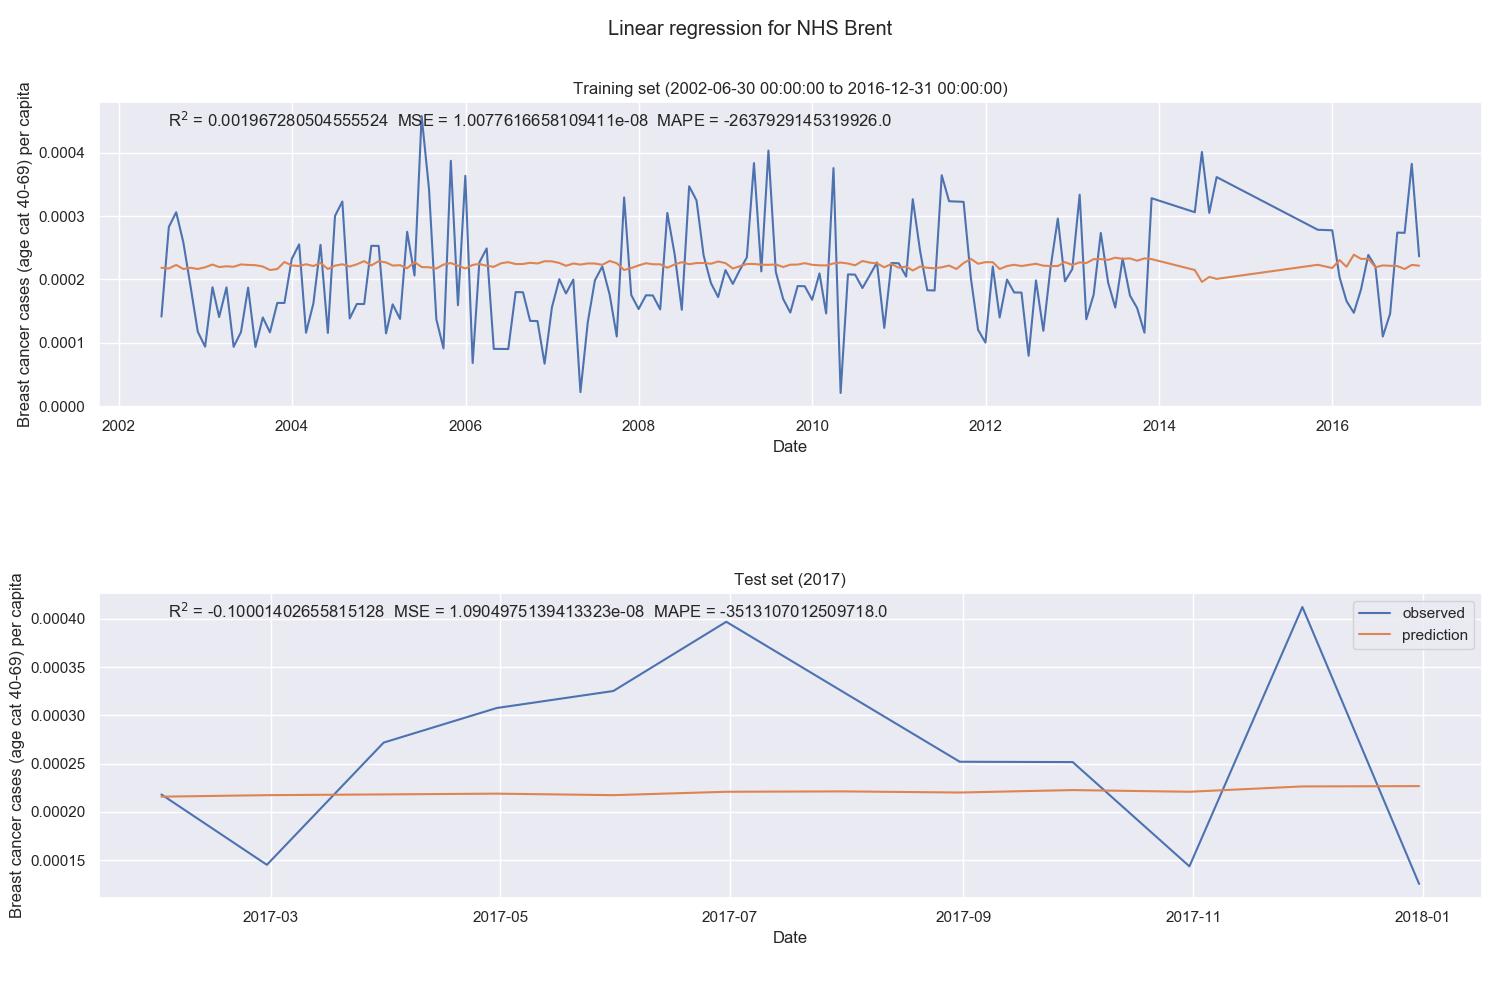 Linear regression for NHS Brent
Training set (2002-06-30 00:00:00 to 2016-12-31 00:00:00)
R² = 0.001967280504555524 MSE = 1.0077616658109411e-08 MAPE = -2637929145319926.0
Breast cancer cases (age cat 40-69) per capita
0.0004
0.0003
0.0002
0.0001
0.0000
2002 2004 2006 2008 2010 2012 2014 2016
Date
Test set (2017)
R² = -0.10001402655815128 MSE = 1.0904975139413323e-08 MAPE = -3513107012509718.0
observed
prediction
Breast cancer cases (age cat 40-69) per capita
0.00040
0.00035
0.00030
0.00025
0.00020
0.00015
2017-03 2017-05 2017-07 2017-09 2017-11 2018-01
Date